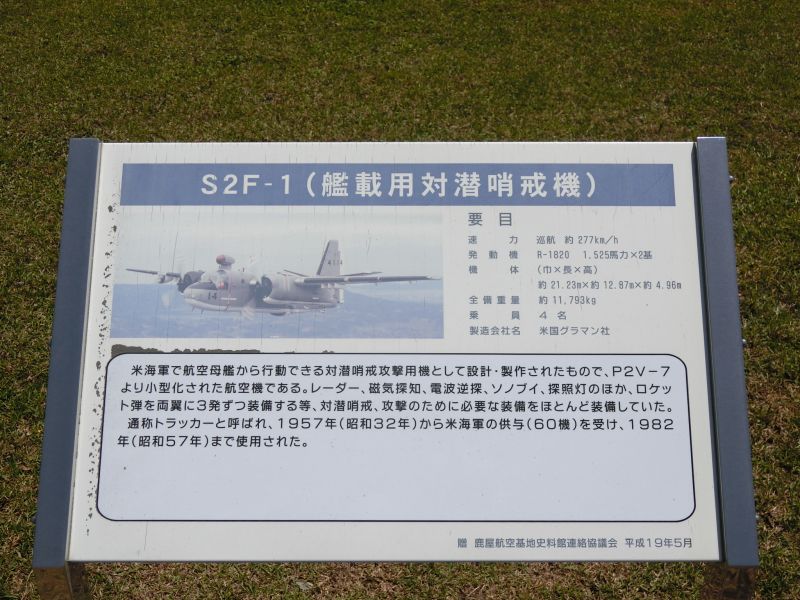 S2F-1(艦載用対潜哨戒機)
要目
速力 巡航 約277km/h
発動機 R-1820 1.525馬力×2基
機体 (巾×長×高)
約21.23m×約12.87m×約4.96m
全備重量 約11,793kg
乗員 4名
製造会社名 米国グラマン社
米海軍で航空母艦から行動できる対潜哨戒攻撃用機として設計・製作されたもので、P2V-7
より小型化された航空機である。レーダー、磁気探知、電波逆探、ソノブイ、探照灯のほか、ロケッ
ト弾を両翼に3発ずつ装備する等、対潜哨戒、攻撃のために必要な装備をほとんど装備していた。
通称トラッカーと呼ばれ、1957年(昭和32年)から米海軍の供与(60機)を受け、1982
年(昭和57年)まで使用された。
贈 鹿屋航空基地史料館連絡協議会 平成19年5月